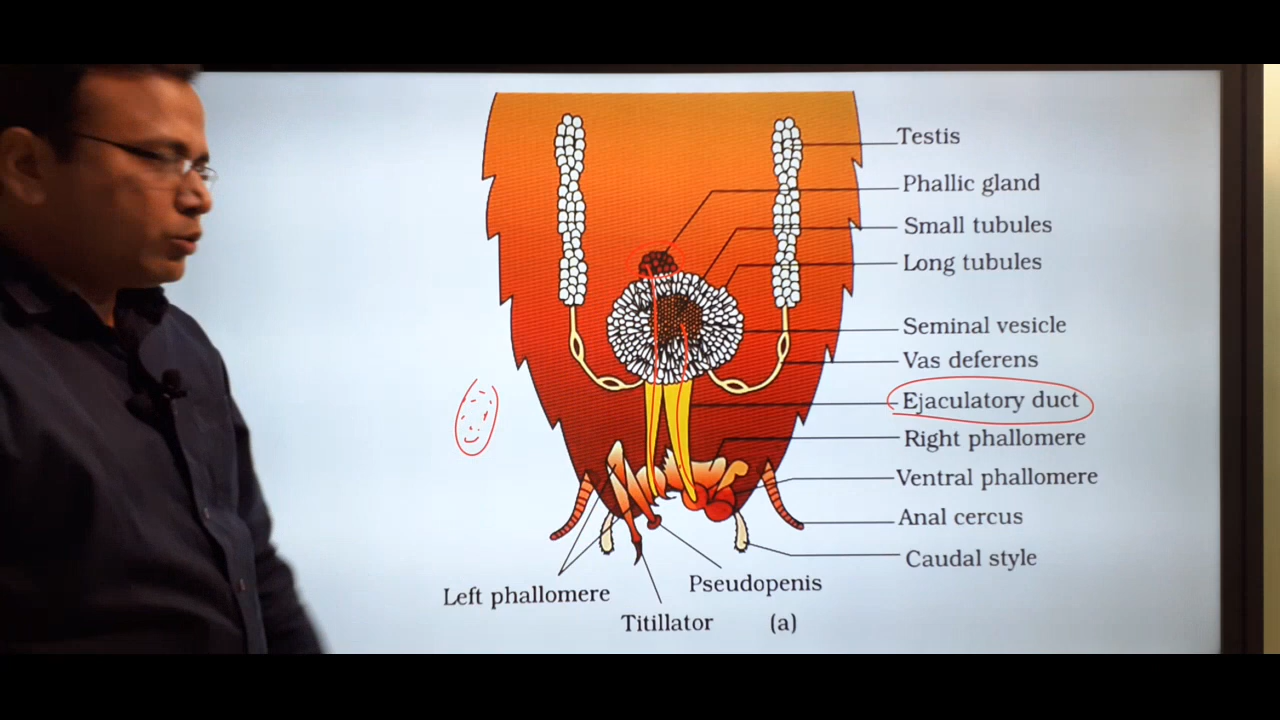 Testis
Phallic gland
Small tubules
Long tubules
Seminal vesicle
Vas deferens
Ejaculatory duct
Right phallomere
Ventral phallomere
Anal cercus
Caudal style
Left phallomere
Pseudopenis
Titillator
(a)